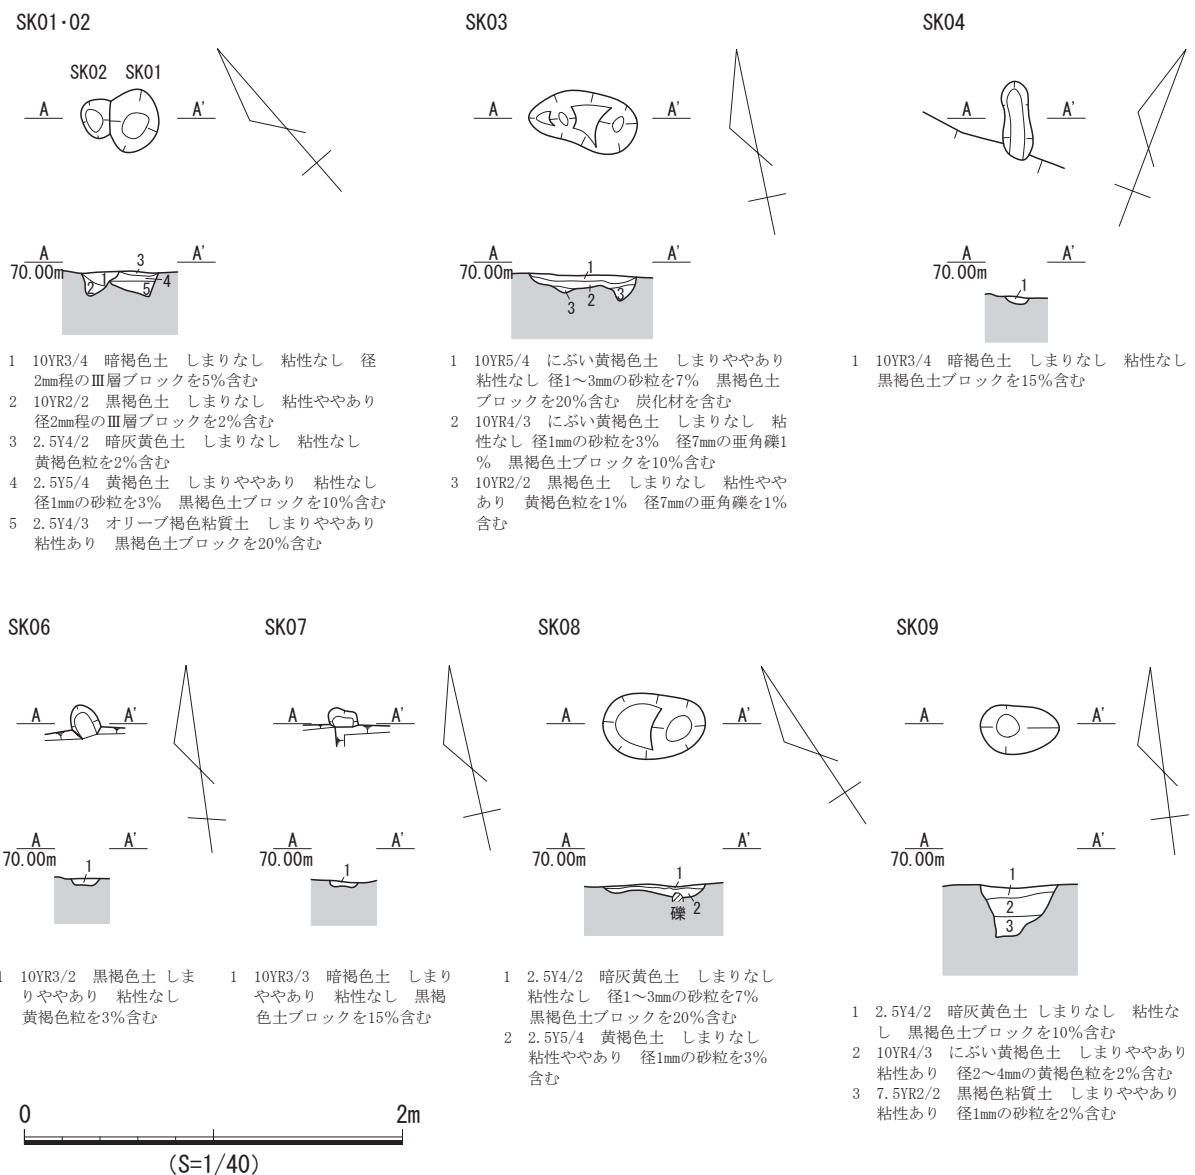 SK01・02
SK02 SK01
A A'
A A'
70.00m
3
1 4
2 5
1 10YR3/4 暗褐色土 しまりなし 粘性なし 径
2㎜程のⅢ層ブロックを5%含む
2 10YR2/2 黒褐色土 しまりなし 粘性ややあり
径2㎜程のⅢ層ブロックを2%含む
3 2.5Y4/2 暗灰黄色土 しまりなし 粘性なし
黄褐色粒を2%含む
4 2.5Y5/4 黄褐色土 しまりややあり 粘性なし
径1㎜の砂粒を3% 黒褐色土ブロックを10%含む
5 2.5Y4/3 オリーブ褐色粘質土 しまりややあり
粘性あり 黒褐色土ブロックを20%含む
SK03
A A'
A A'
70.00m
1
3 2 3
1 10YR5/4 にぶい黄褐色土 しまりややあり
粘性なし 径1～3㎜の砂粒を7% 黒褐色土
ブロックを20%含む 炭化材を含む
2 10YR4/3 にぶい黄褐色土 しまりなし 粘
性なし 径1㎜の砂粒を3% 径7㎜の亜角礫1
% 黒褐色土ブロックを10%含む
3 10YR2/2 黒褐色土 しまりなし 粘性やや
あり 黄褐色粒を1% 径7㎜の亜角礫を1%
含む
SK04
A A'
A A'
70.00m
1
1 10YR3/4 暗褐色土 しまりなし 粘性なし
黒褐色土ブロックを15%含む
SK06
A A'
A A'
70.00m
1
1 10YR3/2 黒褐色土 しま
りややあり 粘性なし
黄褐色粒を3%含む
SK07
A A'
A A'
70.00m
1
1 10YR3/3 暗褐色土 しまり
ややあり 粘性なし 黒褐
色土ブロックを15%含む
SK08
A A'
A A'
70.00m
1
2
礫
1 2.5Y4/2 暗灰黄色土 しまりなし
粘性なし 径1～3㎜の砂粒を7%
黒褐色土ブロックを20%含む
2 2.5Y5/4 黄褐色土 しまりなし
粘性ややあり 径1㎜の砂粒を3%
含む
SK09
A A'
A A'
70.00m
1
2
3
1 2.5Y4/2 暗灰黄色土 しまりなし 粘性な
し 黒褐色土ブロックを10%含む
2 10YR4/3 にぶい黄褐色土 しまりややあり
粘性あり 径2～4㎜の黄褐色粒を2%含む
3 7.5YR2/2 黒褐色粘質土 しまりややあり
粘性あり 径1㎜の砂粒を2%含む
0 2m
(S=1/40)